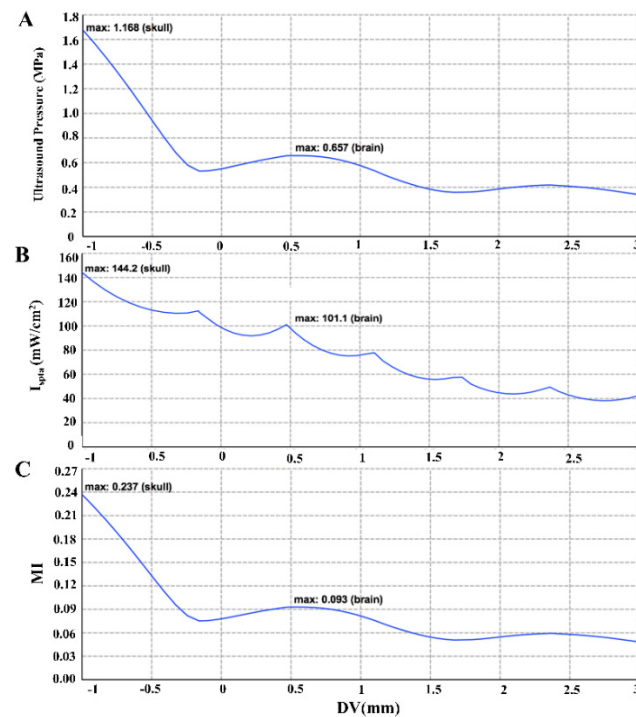 A
max: 1.168 (skull)
max: 0.657 (brain)
Ultrasound Pressure (MPa)
1.8
1.6
1.4
1.2
1.0
0.8
0.6
0.4
0.2
0
-1 -0.5 0 0.5 1 1.5 2 2.5 3
B
max: 144.2 (skull)
max: 101.1 (brain)
Ispta (mW/cm²)
160
140
120
100
80
60
40
20
0
-1 -0.5 0 0.5 1 1.5 2 2.5 3
C
max: 0.237 (skull)
max: 0.093 (brain)
MI
0.27
0.24
0.21
0.18
0.15
0.12
0.09
0.06
0.03
0.00
-1 -0.5 0 0.5 1 1.5 2 2.5 3
DV(mm)